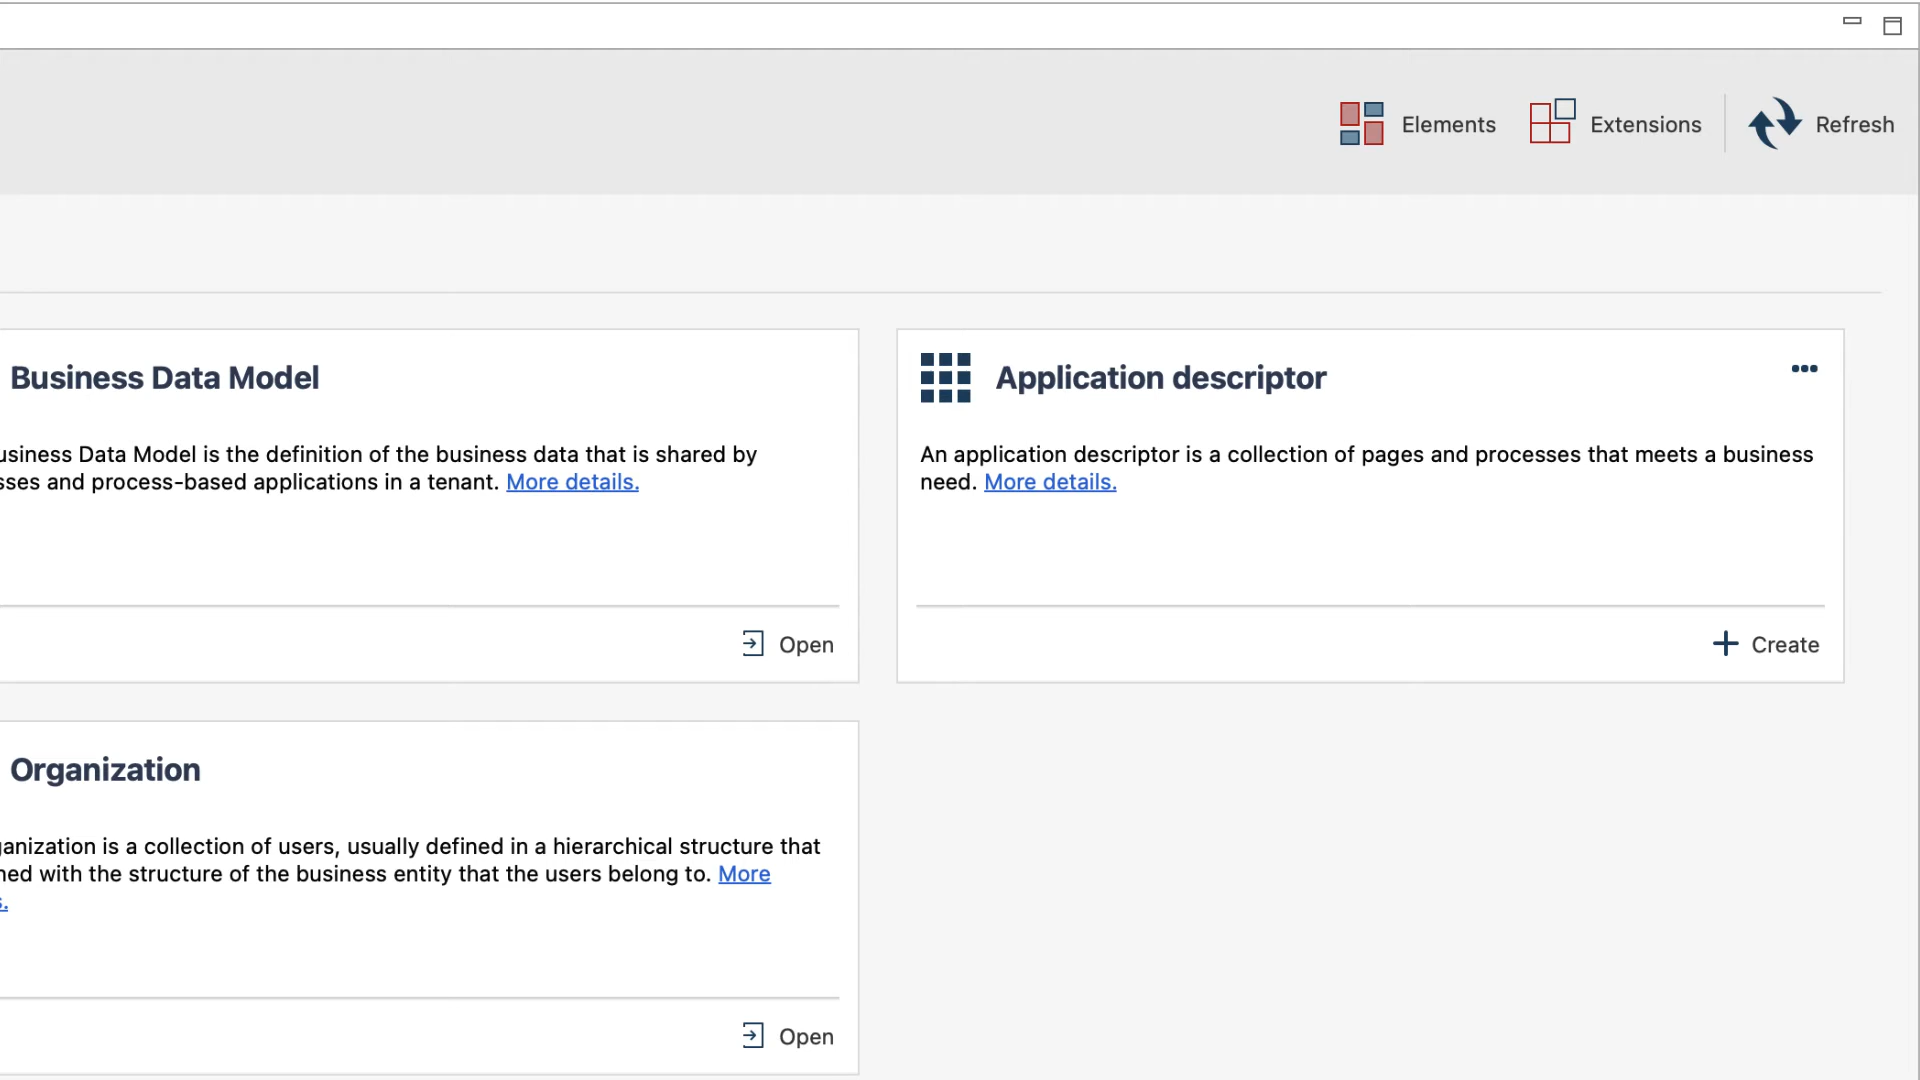 Elements Extensions Refresh
Business Data Model
usiness Data Model is the definition of the business data that is shared by
sses and process-based applications in a tenant. More details.
Open
Application descriptor
An application descriptor is a collection of pages and processes that meets a business
need. More details.
Create
Organization
ganization is a collection of users, usually defined in a hierarchical structure that
ned with the structure of the business entity that the users belong to. More
s.
Open